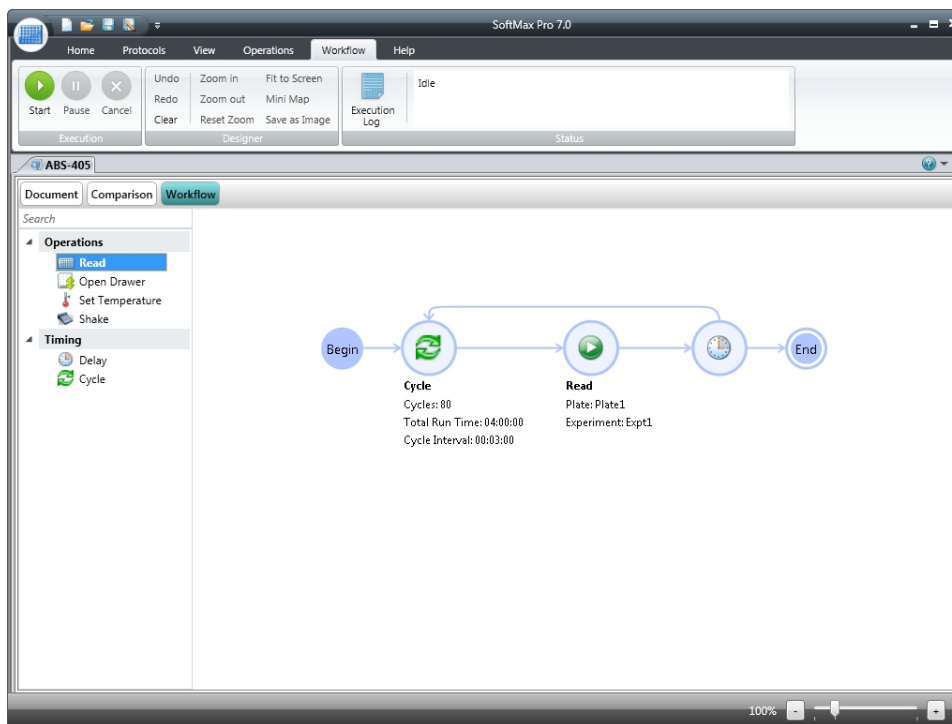 SoftMax Pro 7.0
Home Protocols View Operations Workflow Help
Undo Zoom in Fit to Screen
Redo Zoom out Mini Map
Clear Reset Zoom Save as Image
Start Pause Cancel
Execution Log
Idle
Execution Designer Status
ABS-405
Document Comparison Workflow
Search
Operations
Read
Open Drawer
Set Temperature
Shake
Timing
Delay
Cycle
Begin
End
Cycle
Cycles: 80
Total Run Time: 04:00:00
Cycle Interval: 00:03:00
Read
Plate: Plate1
Experiment: Expt1
100%